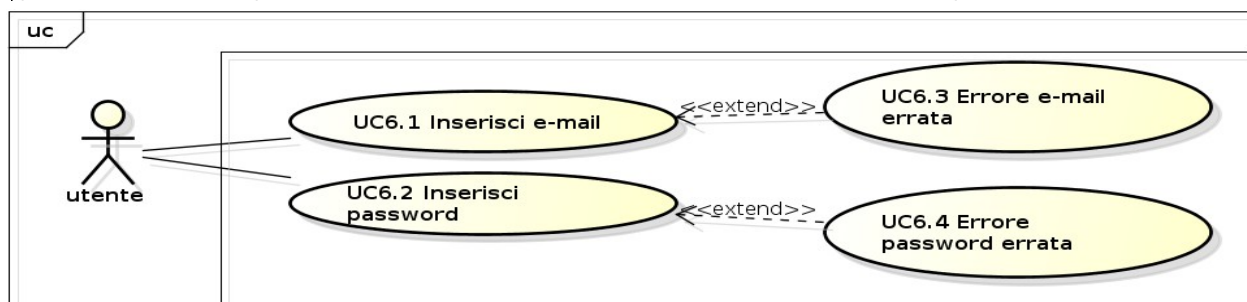 uc
utente
UC6.1 Inserisci e-mail
<<extend>>
UC6.3 Errore e-mail
errata
UC6.2 Inserisci
password
<<extend>>
UC6.4 Errore
password errata